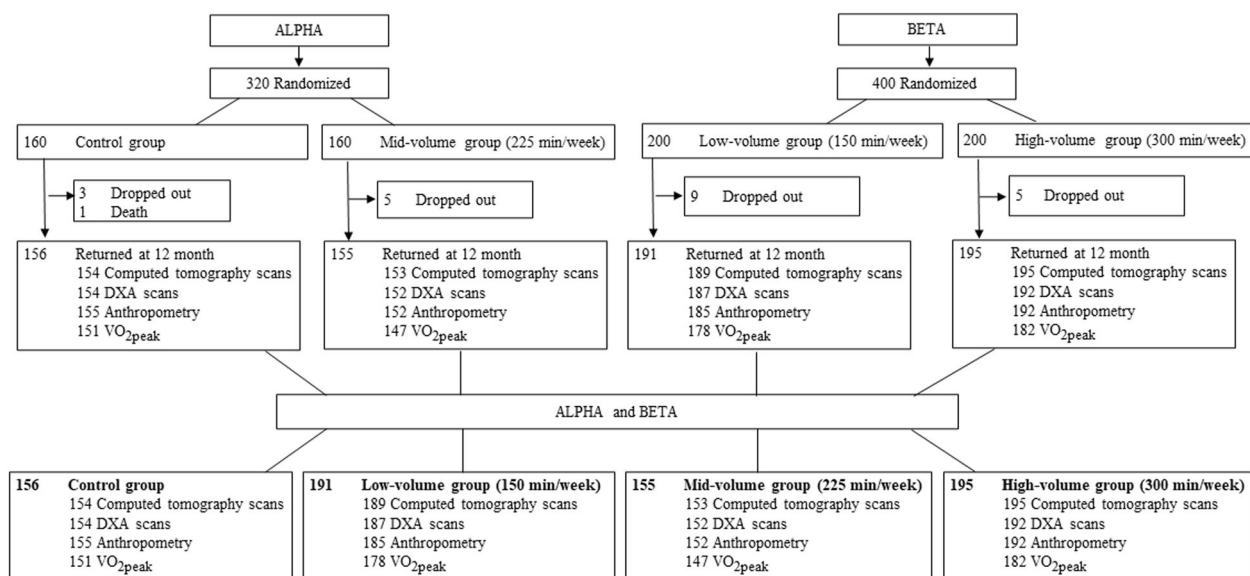 ALPHA
BETA
320 Randomized
400 Randomized
160 Control group
160 Mid-volume group (225 min/week)
200 Low-volume group (150 min/week)
200 High-volume group (300 min/week)
3 Dropped out
1 Death
5 Dropped out
9 Dropped out
5 Dropped out
156 Returned at 12 month
154 Computed tomography scans
154 DXA scans
155 Anthropometry
151 VO2peak
155 Returned at 12 month
153 Computed tomography scans
152 DXA scans
152 Anthropometry
147 VO2peak
191 Returned at 12 month
189 Computed tomography scans
187 DXA scans
185 Anthropometry
178 VO2peak
195 Returned at 12 month
195 Computed tomography scans
192 DXA scans
192 Anthropometry
182 VO2peak
ALPHA and BETA
156 Control group
154 Computed tomography scans
154 DXA scans
155 Anthropometry
151 VO2peak
191 Low-volume group (150 min/week)
189 Computed tomography scans
187 DXA scans
185 Anthropometry
178 VO2peak
155 Mid-volume group (225 min/week)
153 Computed tomography scans
152 DXA scans
152 Anthropometry
147 VO2peak
195 High-volume group (300 min/week)
195 Computed tomography scans
192 DXA scans
192 Anthropometry
182 VO2peak